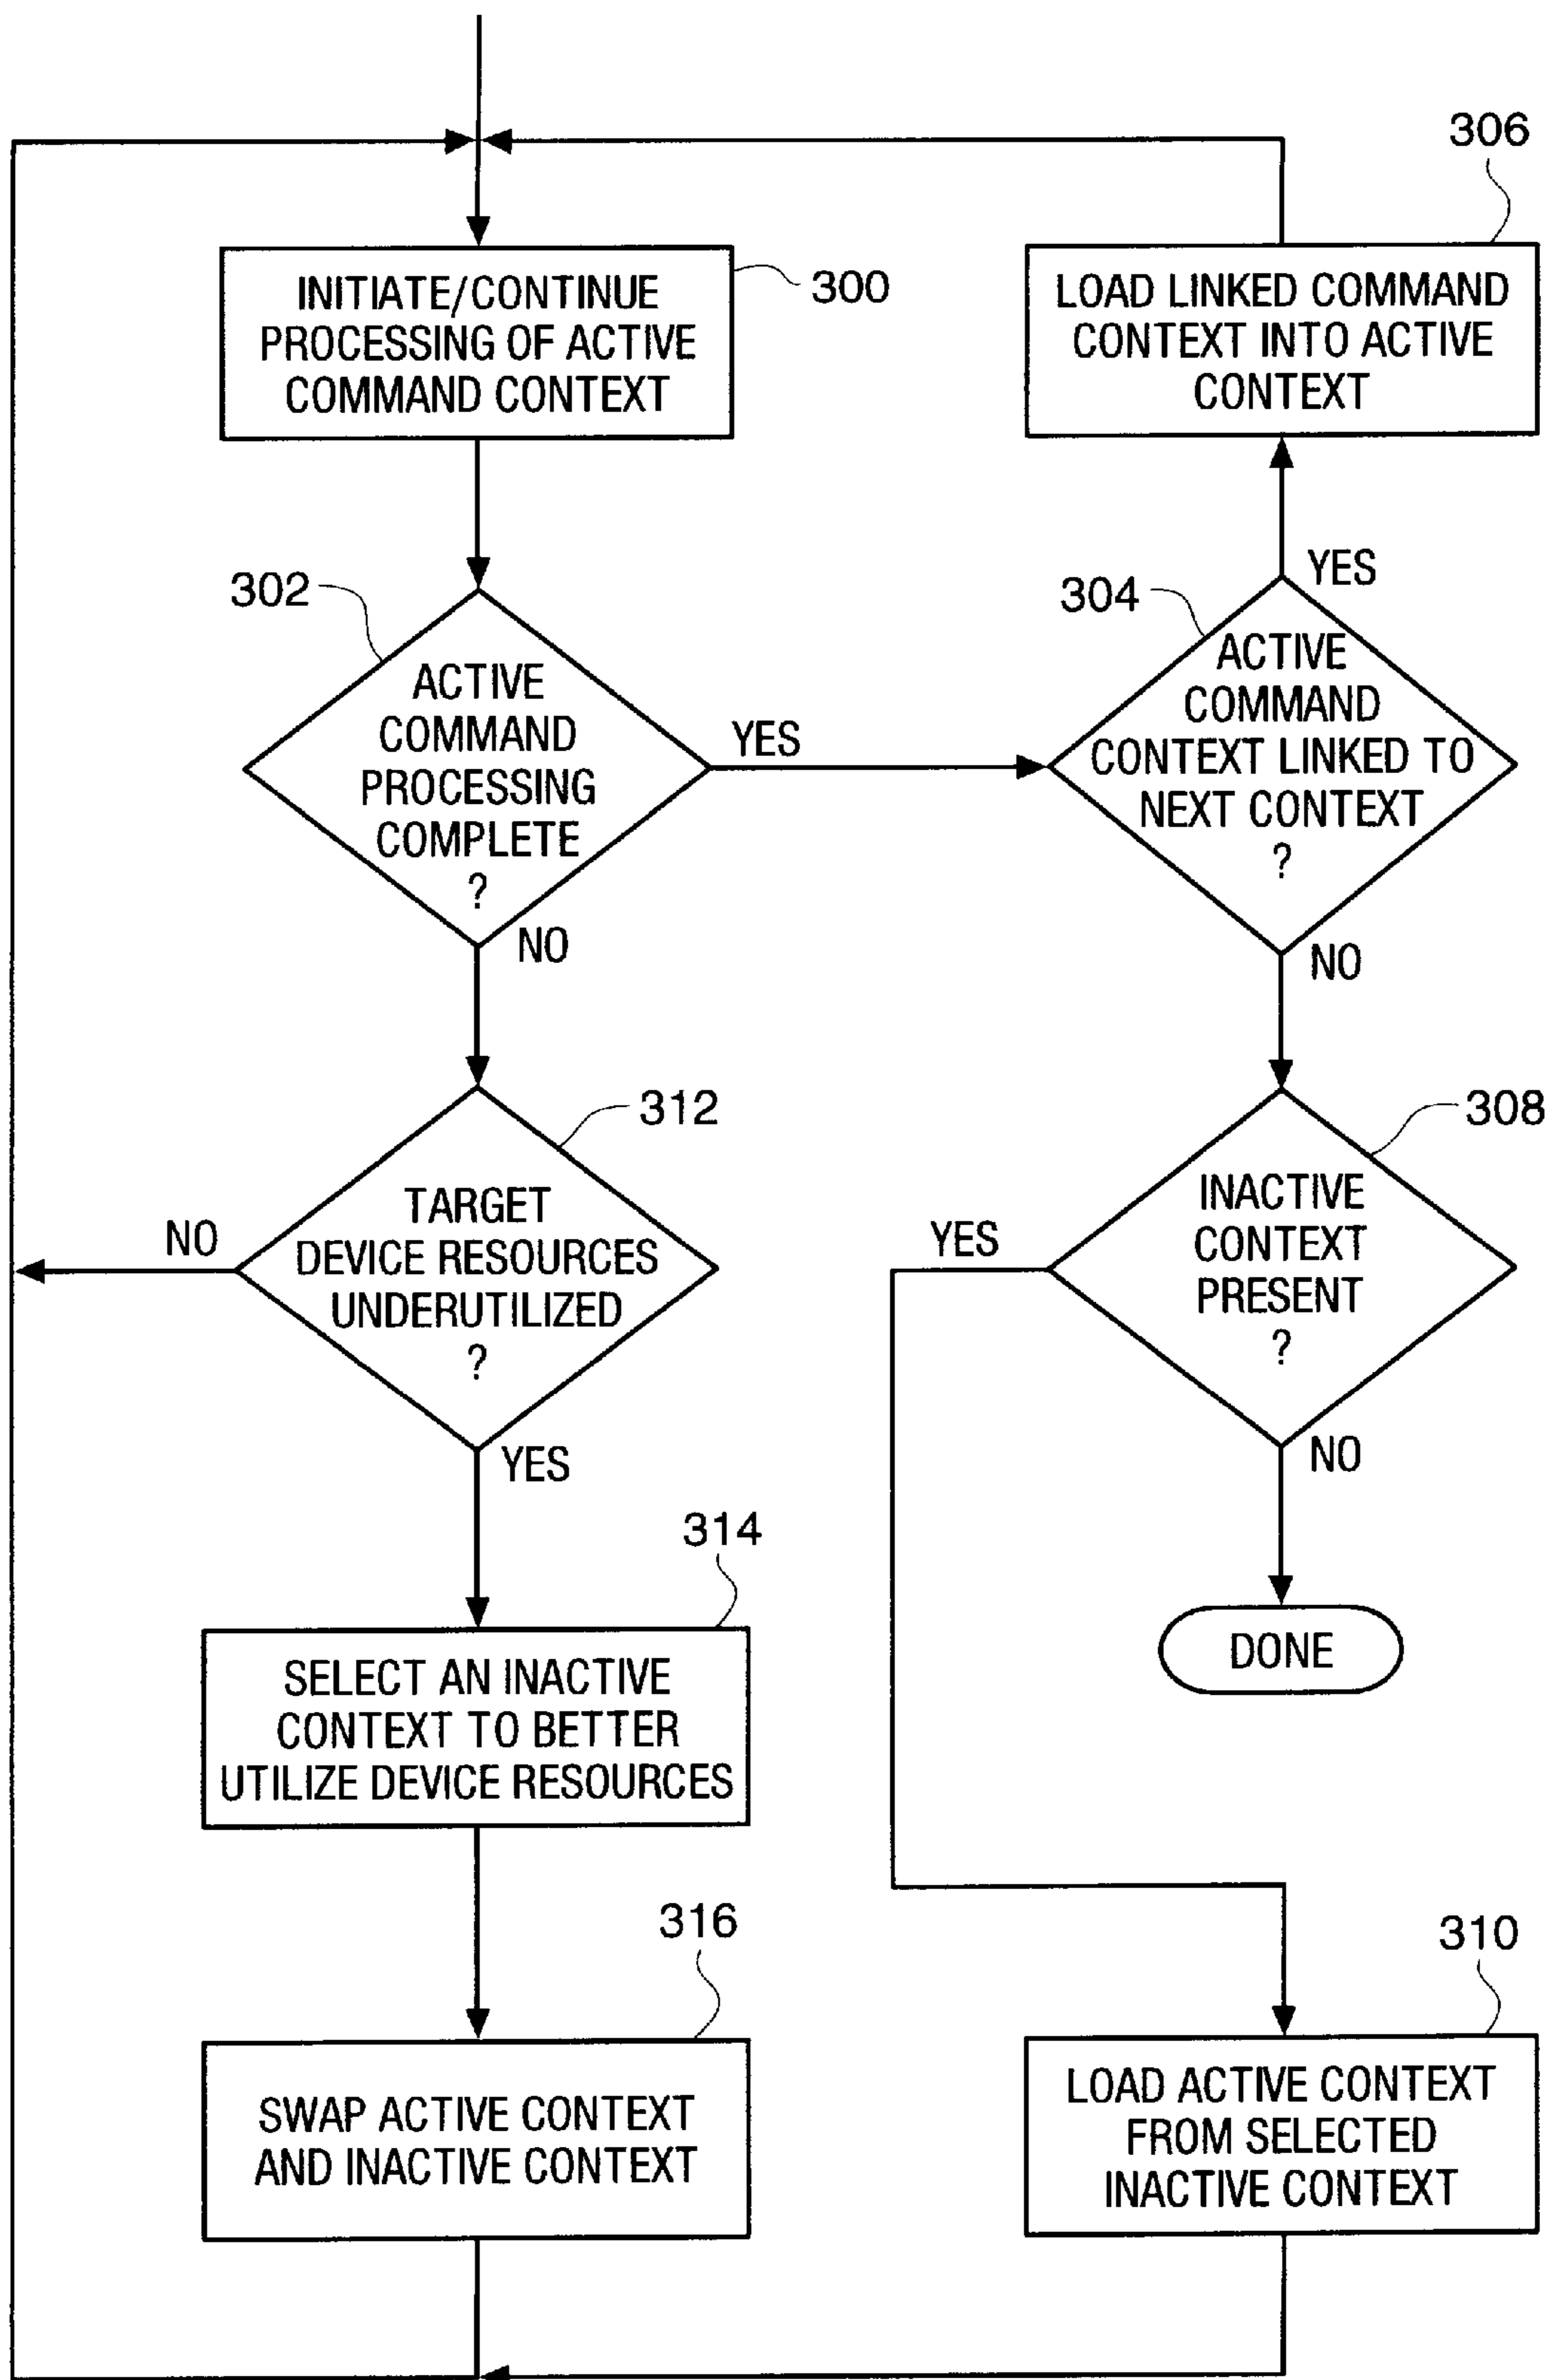 306
INITIATE/CONTINUE
PROCESSING OF ACTIVE
COMMAND CONTEXT
300
LOAD LINKED COMMAND
CONTEXT INTO ACTIVE
CONTEXT
302
ACTIVE
COMMAND
PROCESSING
COMPLETE
?
YES
NO
304
YES
ACTIVE
COMMAND
CONTEXT LINKED TO
NEXT CONTEXT
?
NO
312
TARGET
DEVICE RESOURCES
UNDERUTILIZED
?
NO
YES
308
INACTIVE
CONTEXT
PRESENT
?
YES
NO
DONE
314
SELECT AN INACTIVE
CONTEXT TO BETTER
UTILIZE DEVICE RESOURCES
316
SWAP ACTIVE CONTEXT
AND INACTIVE CONTEXT
310
LOAD ACTIVE CONTEXT
FROM SELECTED
INACTIVE CONTEXT